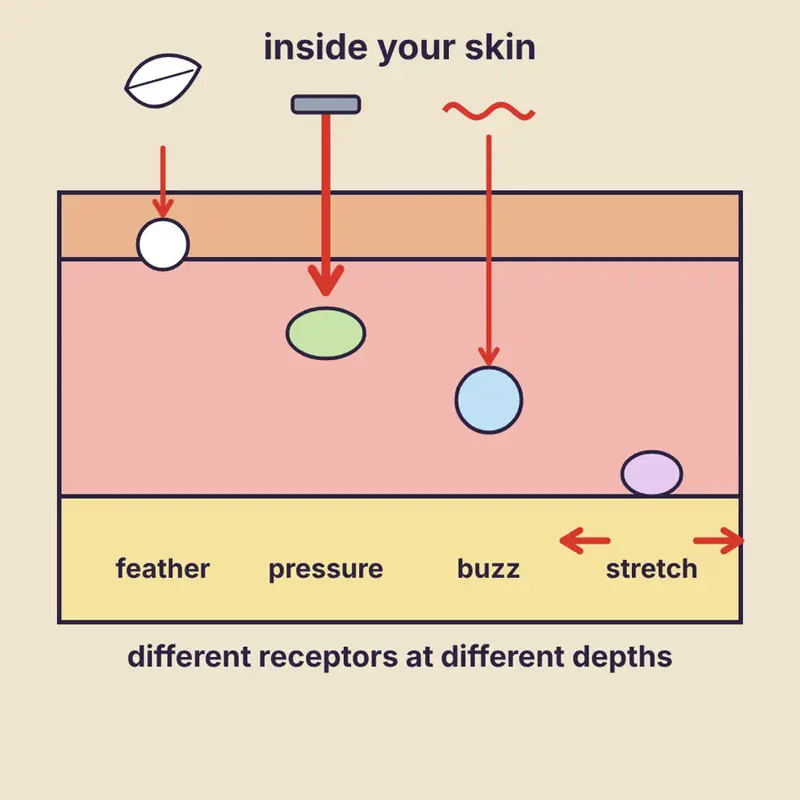 inside your skin
feather pressure buzz stretch
different receptors at different depths